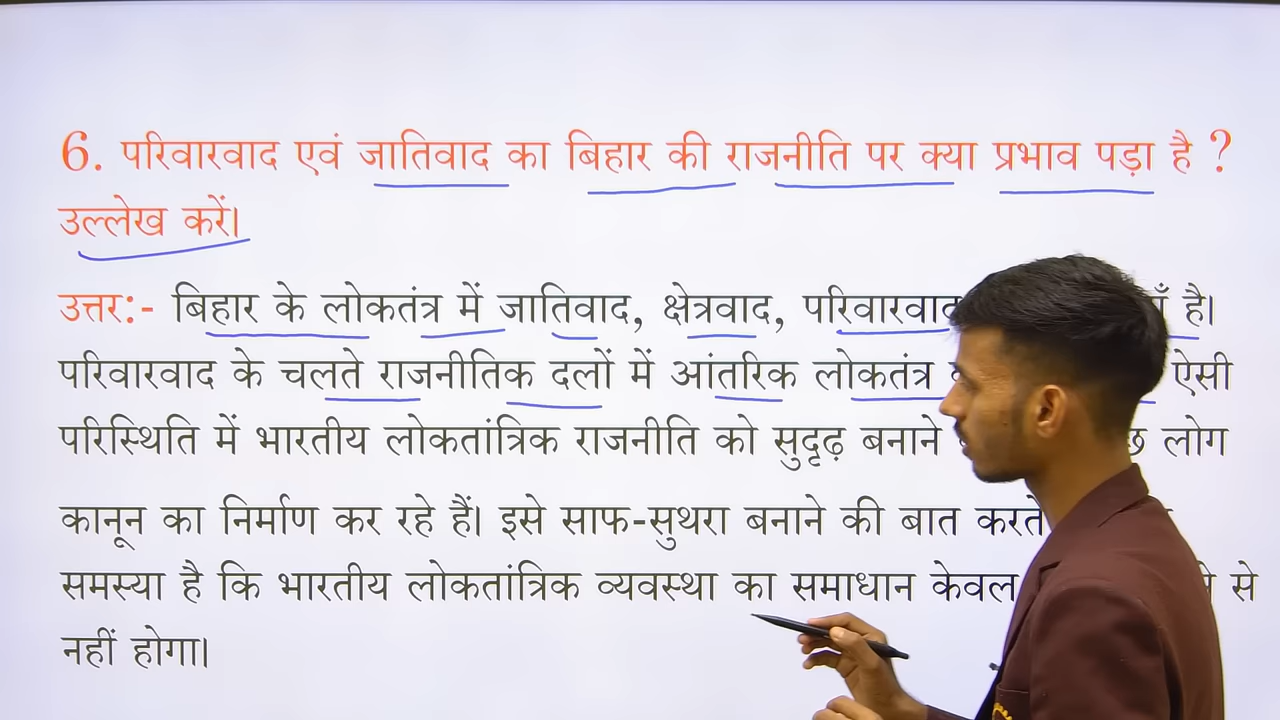 6. परिवारवाद एवं जातिवाद का बिहार की राजनीति पर क्या प्रभाव पड़ा है ?
उल्लेख करें।
उत्तर:- बिहार के लोकतंत्र में जातिवाद, क्षेत्रवाद, परिवारवाद है।
परिवारवाद के चलते राजनीतिक दलों में आंतरिक लोकतंत्र ऐसी
परिस्थिति में भारतीय लोकतांत्रिक राजनीति को सुदृढ़ बनाने लोग
कानून का निर्माण कर रहे हैं। इसे साफ-सुथरा बनाने की बात करते
समस्या है कि भारतीय लोकतांत्रिक व्यवस्था का समाधान केवल से
नहीं होगा।